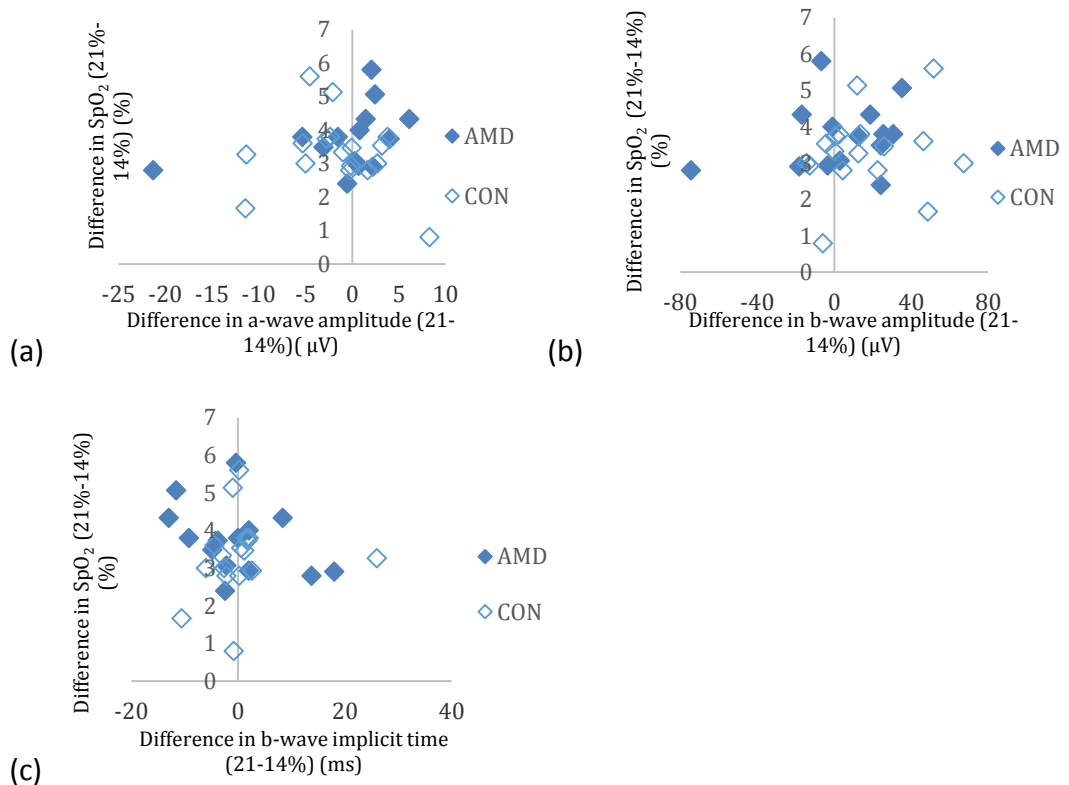 Difference in SpO₂ (21%-
14%) (%)
7
6
5
4
3
2
1
0
-25 -20 -15 -10 -5 0 5 10
Difference in a-wave amplitude (21-
14%)( µV)
AMD
CON
(a)
Difference in SpO₂ (21%-14%)
(%)
7
6
5
4
3
2
1
0
-80 -40 0 40 80
Difference in b-wave amplitude (21-
14%) (µV)
AMD
CON
(b)
Difference in SpO₂ (21%-14%)
(%)
7
6
5
4
3
2
1
0
-20 0 20 40
Difference in b-wave implicit time
(21-14%) (ms)
AMD
CON
(c)